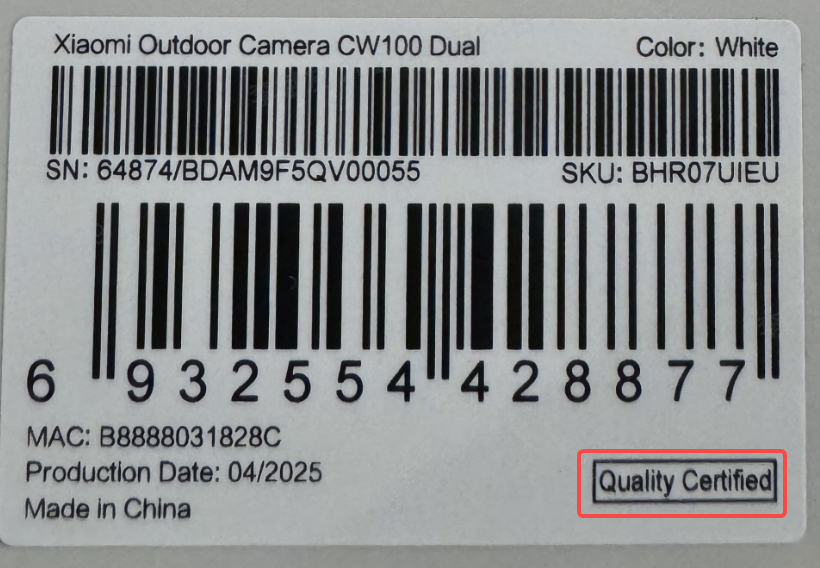 Xiaomi Outdoor Camera CW100 Dual Color: White
SN: 64874/BDAM9F5QV00055 SKU: BHR07UIEU
6 932554 428877
MAC: B8888031828C
Production Date: 04/2025
Made in China
Quality Certified